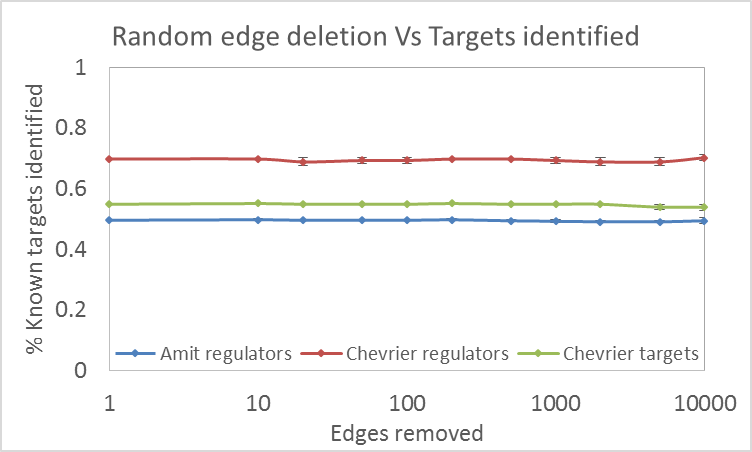 Random edge deletion Vs Targets identified
% Known targets identified
1
0.8
0.6
0.4
0.2
0
Amit regulators Chevrier regulators Chevrier targets
1 10 100 1000 10000
Edges removed